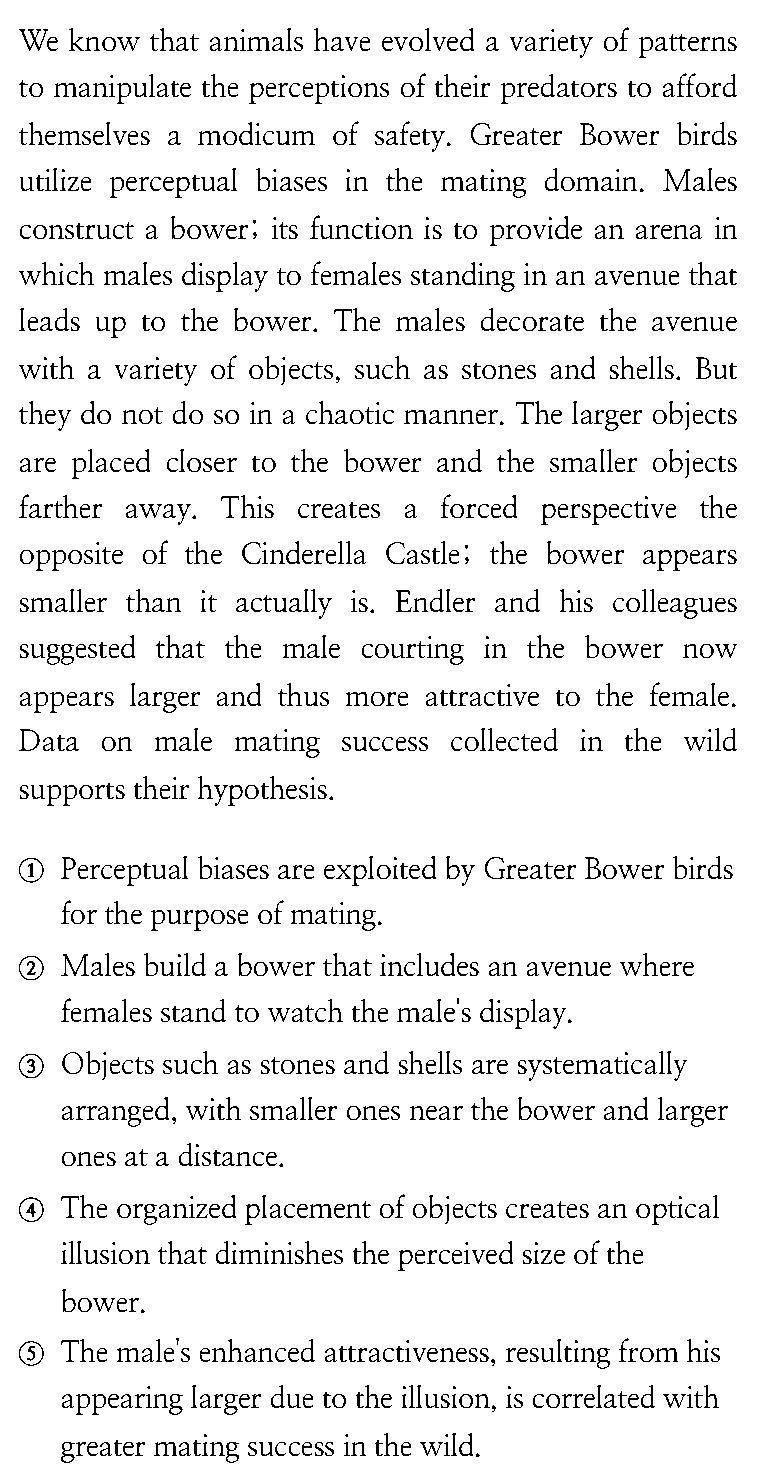 We know that animals have evolved a variety of patterns
to manipulate the perceptions of their predators to afford
themselves a modicum of safety. Greater Bower birds
utilize perceptual biases in the mating domain. Males
construct a bower; its function is to provide an arena in
which males display to females standing in an avenue that
leads up to the bower. The males decorate the avenue
with a variety of objects, such as stones and shells. But
they do not do so in a chaotic manner. The larger objects
are placed closer to the bower and the smaller objects
farther away. This creates a forced perspective the
opposite of the Cinderella Castle; the bower appears
smaller than it actually is. Endler and his colleagues
suggested that the male courting in the bower now
appears larger and thus more attractive to the female.
Data on male mating success collected in the wild
supports their hypothesis.
① Perceptual biases are exploited by Greater Bower birds
for the purpose of mating.
② Males build a bower that includes an avenue where
females stand to watch the male's display.
③ Objects such as stones and shells are systematically
arranged, with smaller ones near the bower and larger
ones at a distance.
④ The organized placement of objects creates an optical
illusion that diminishes the perceived size of the
bower.
⑤ The male's enhanced attractiveness, resulting from his
appearing larger due to the illusion, is correlated with
greater mating success in the wild.